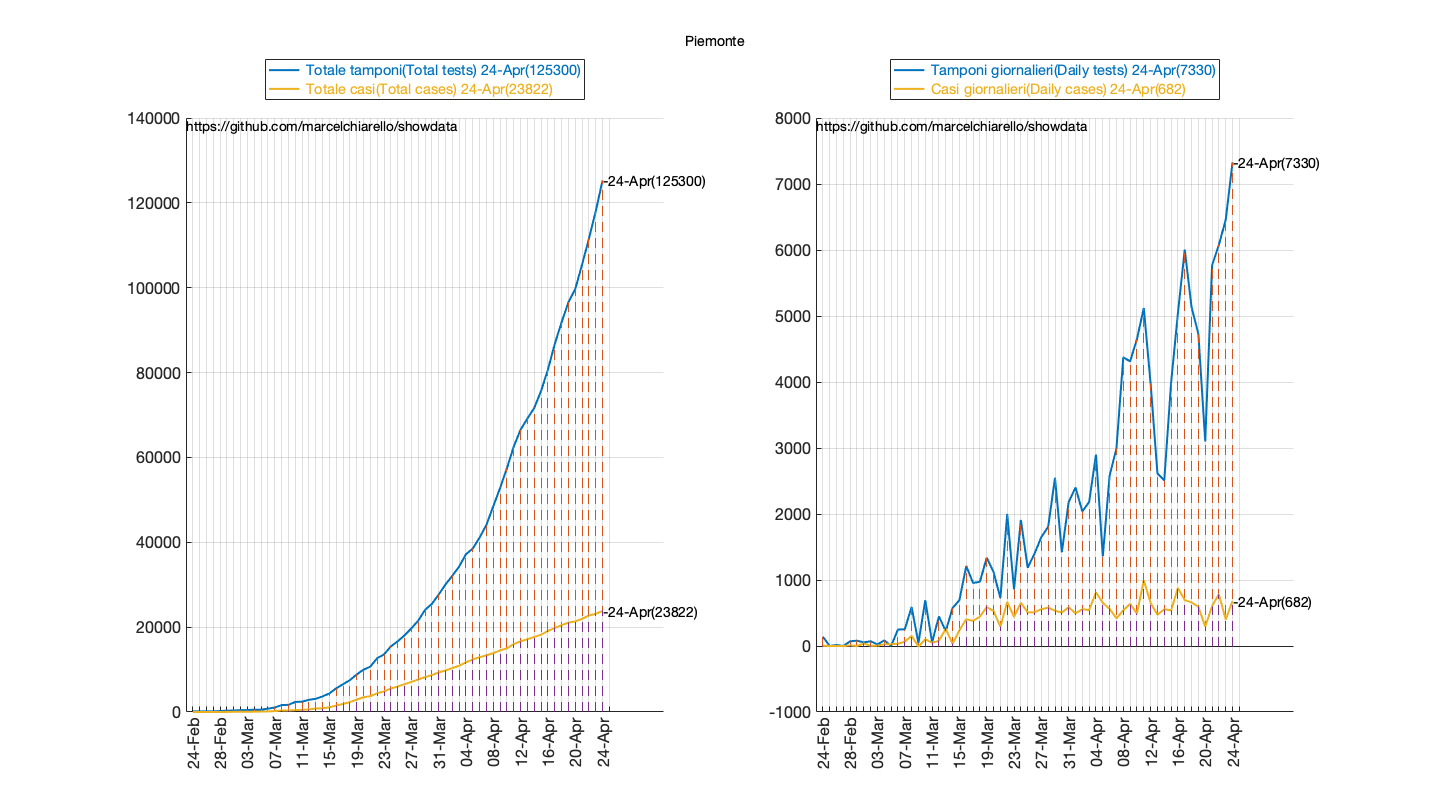 Piemonte
Totale tamponi(Total tests) 24-Apr(125300)
Totale casi(Total cases) 24-Apr(23822)
140000
https://github.com/marcelchiarello/showdata
120000
100000
80000
60000
40000
20000
0
-24-Apr(125300)
-24-Apr(23822)
24-Feb
28-Feb
03-Mar
07-Mar
11-Mar
15-Mar
19-Mar
23-Mar
27-Mar
31-Mar
04-Apr
08-Apr
12-Apr
16-Apr
20-Apr
24-Apr
Tamponi giornalieri(Daily tests) 24-Apr(7330)
Casi giornalieri(Daily cases) 24-Apr(682)
8000
https://github.com/marcelchiarello/showdata
7000
6000
5000
4000
3000
2000
1000
0
-1000
-24-Apr(7330)
-24-Apr(682)
24-Feb
28-Feb
03-Mar
07-Mar
11-Mar
15-Mar
19-Mar
23-Mar
27-Mar
31-Mar
04-Apr
08-Apr
12-Apr
16-Apr
20-Apr
24-Apr